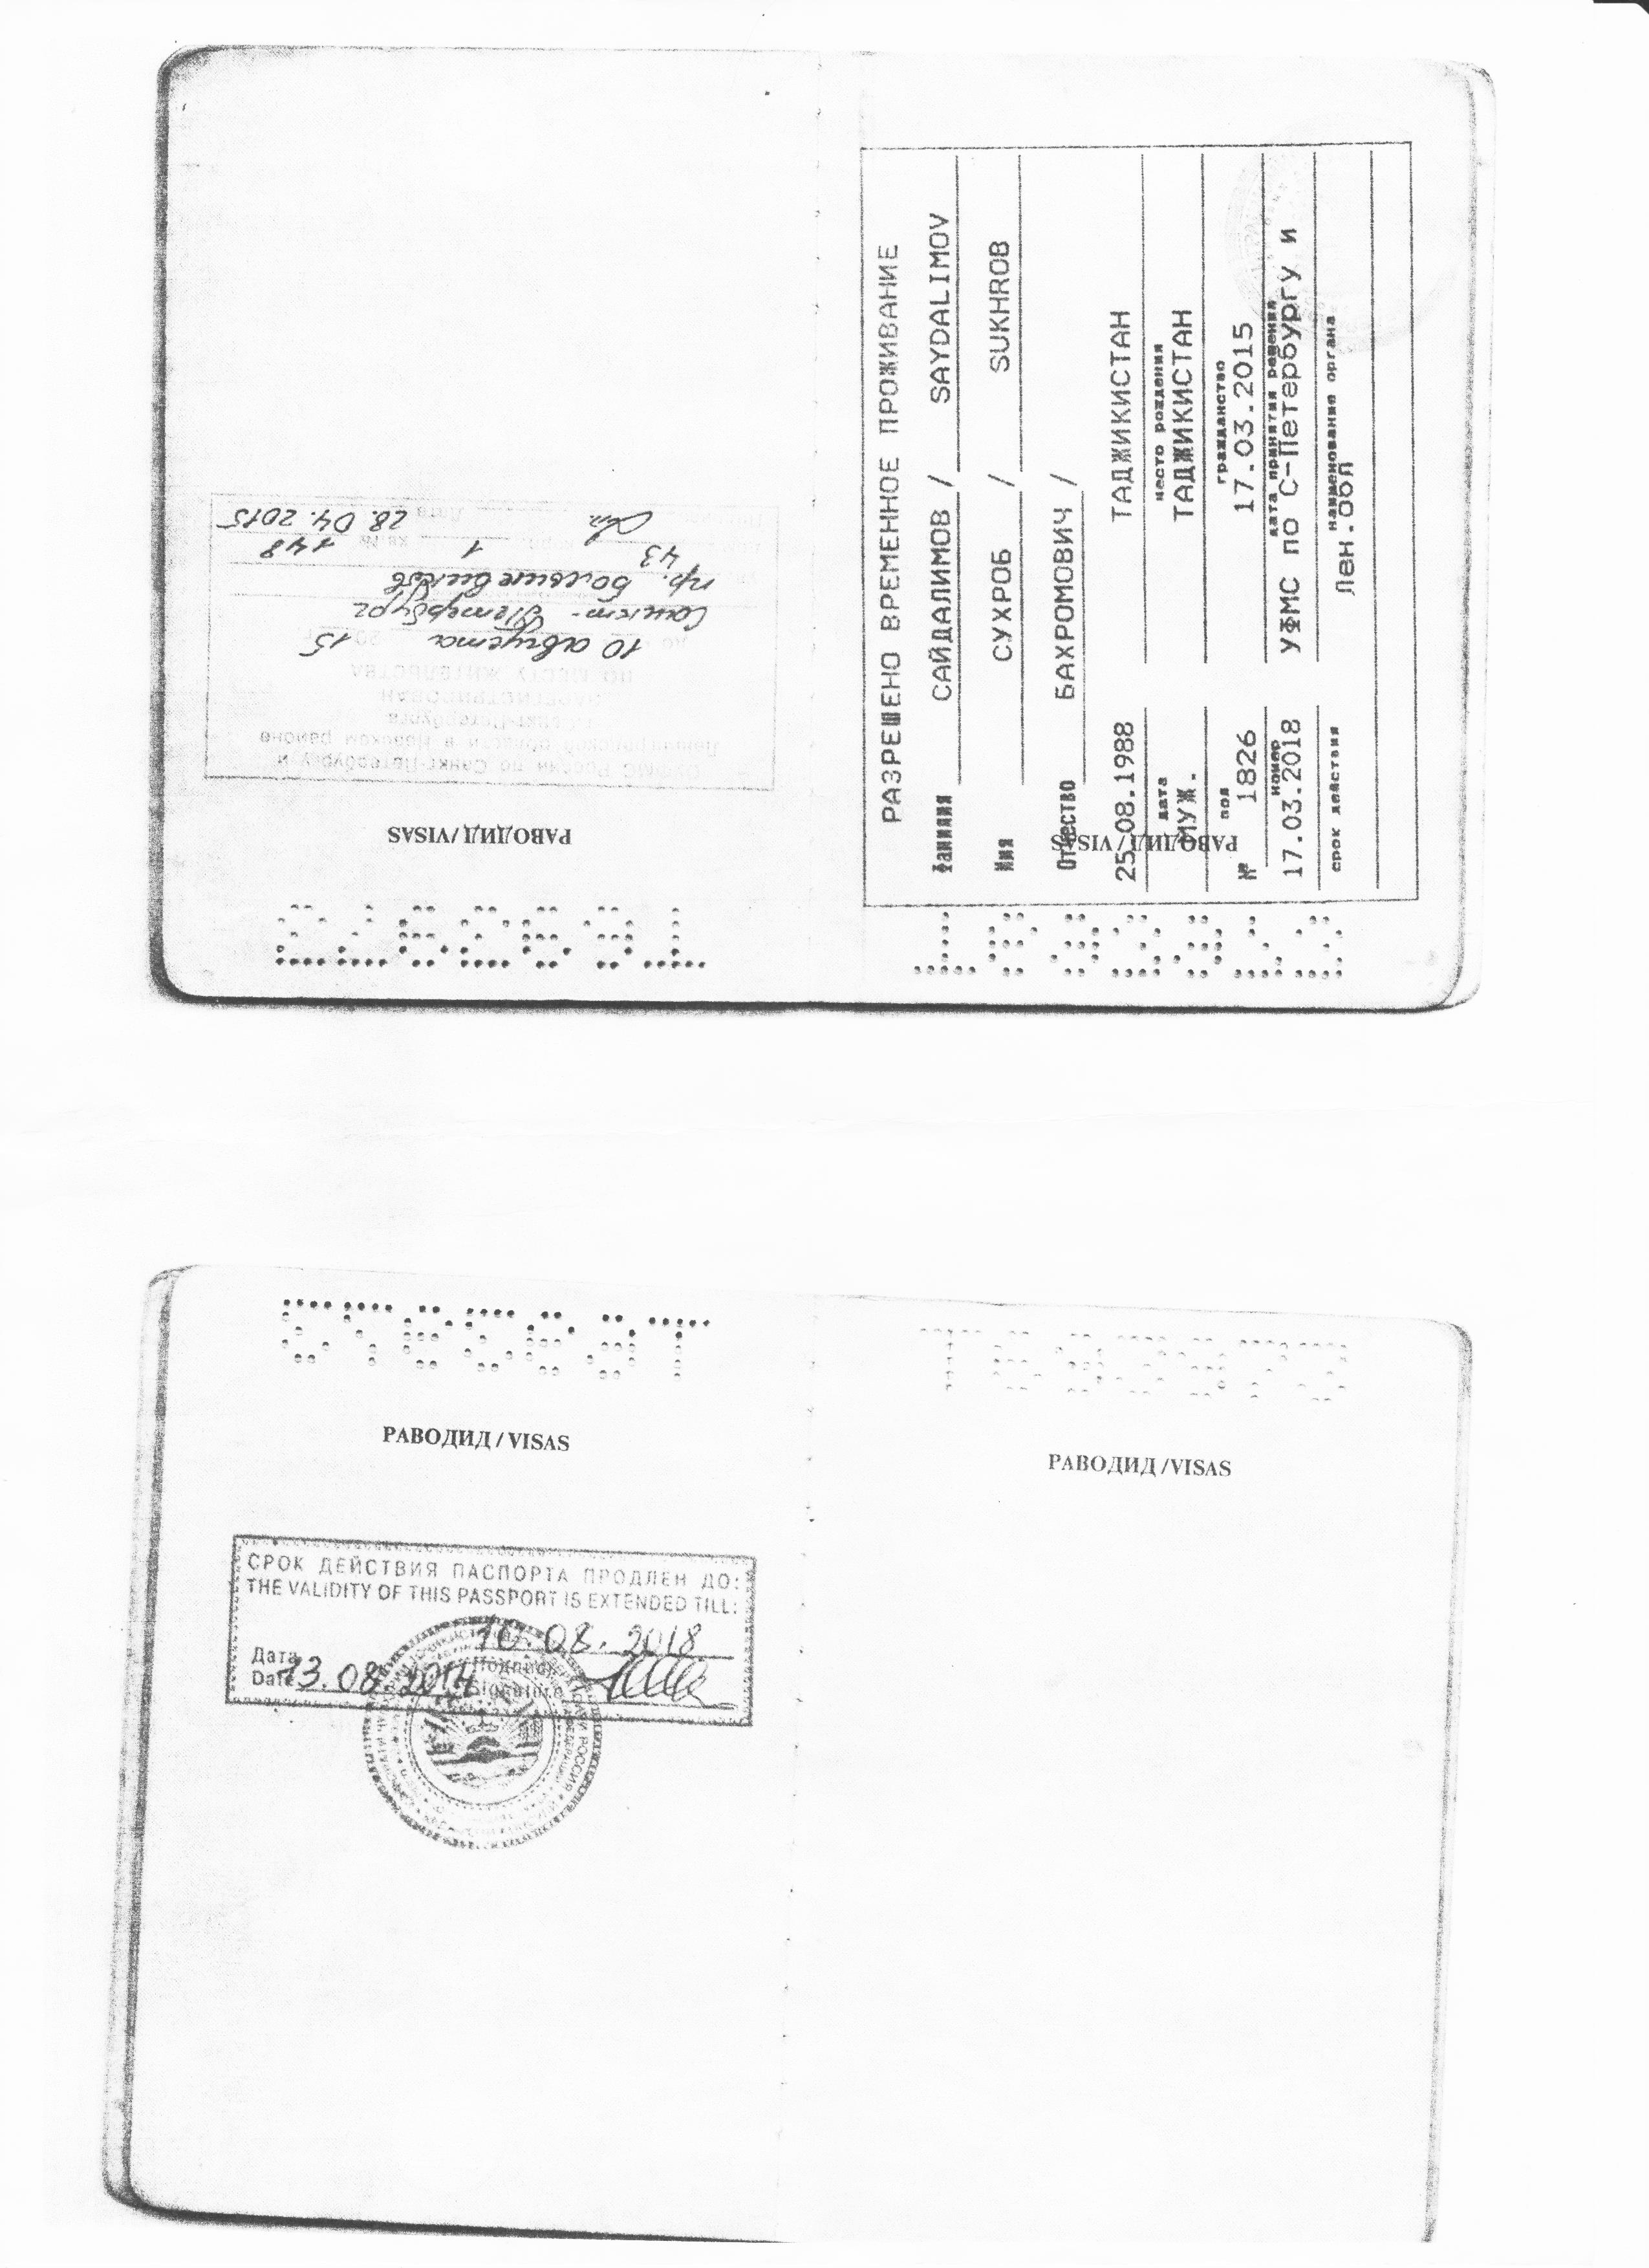 ОУФМС России по Санкт-Петербургу и
Ленинградской области в Невском районе
Санкт-Петербурга
ЗАРЕГИСТРИРОВАН
ПО МЕСТУ ЖИТЕЛЬСТВА
до 10 августа 2015
Санкт-Петербург
пр. Большевиков
43 1 кв № 148
28.04.2015
РАВОДИД/VISAS
РАЗРЕШЕНО ВРЕМЕННОЕ ПРОЖИВАНИЕ
Фамилия САЙДАЛИМОВ / SAYDALIMOV
Имя СУХРОБ / SUKHROB
Отчество БАХРОМОВИЧ /
25.08.1988 ТАДЖИКИСТАН
дата место рождения
МУЖ. ТАДЖИКИСТАН
пол гражданство
№ 1826 17.03.2015
номер дата принятия решения
17.03.2018 УФМС по С-Петербургу и
срок действия наименование органа
Лен.обл
РАВОДИД/VISAS
РАВОДИД/VISAS
СРОК ДЕЙСТВИЯ ПАСПОРТА ПРОДЛЕН ДО:
THE VALIDITY OF THIS PASSPORT IS EXTENDED TILL:
10.08.2018
Дата Подпись
Date 13.08.2014 Signature
РАВОДИД/VISAS